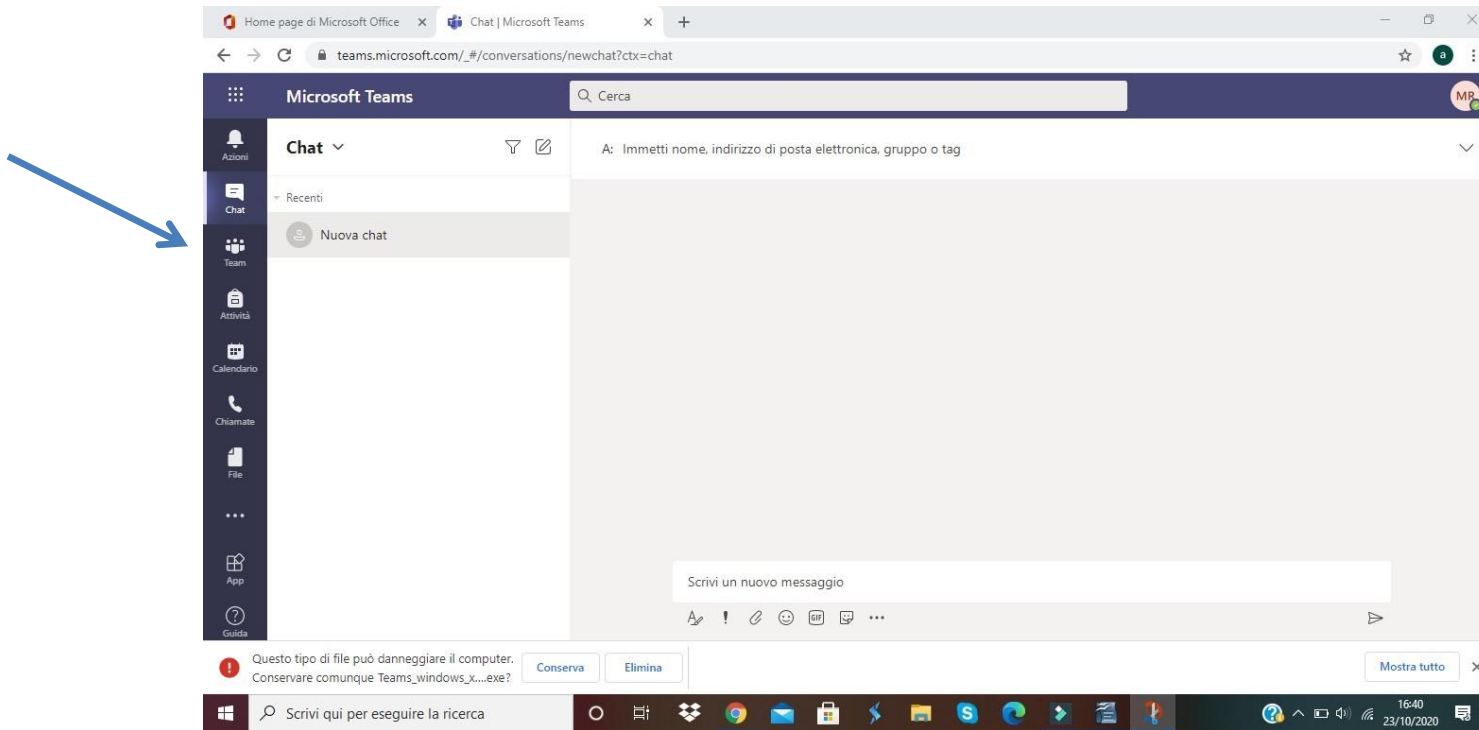 Home page di Microsoft Office
Chat | Microsoft Teams
teams.microsoft.com/_#/conversations/newchat?ctx=chat
a
Microsoft Teams
Cerca
MR
Azioni
Chat
Team
Attività
Calendario
Chiamate
File
App
Guida
Chat
Recenti
Nuova chat
A: Immetti nome, indirizzo di posta elettronica, gruppo o tag
Scrivi un nuovo messaggio
GIF
Questo tipo di file può danneggiare il computer.
Conservare comunque Teams_windows_x....exe?
Conserva
Elimina
Mostra tutto
Scrivi qui per eseguire la ricerca
16:40
23/10/2020